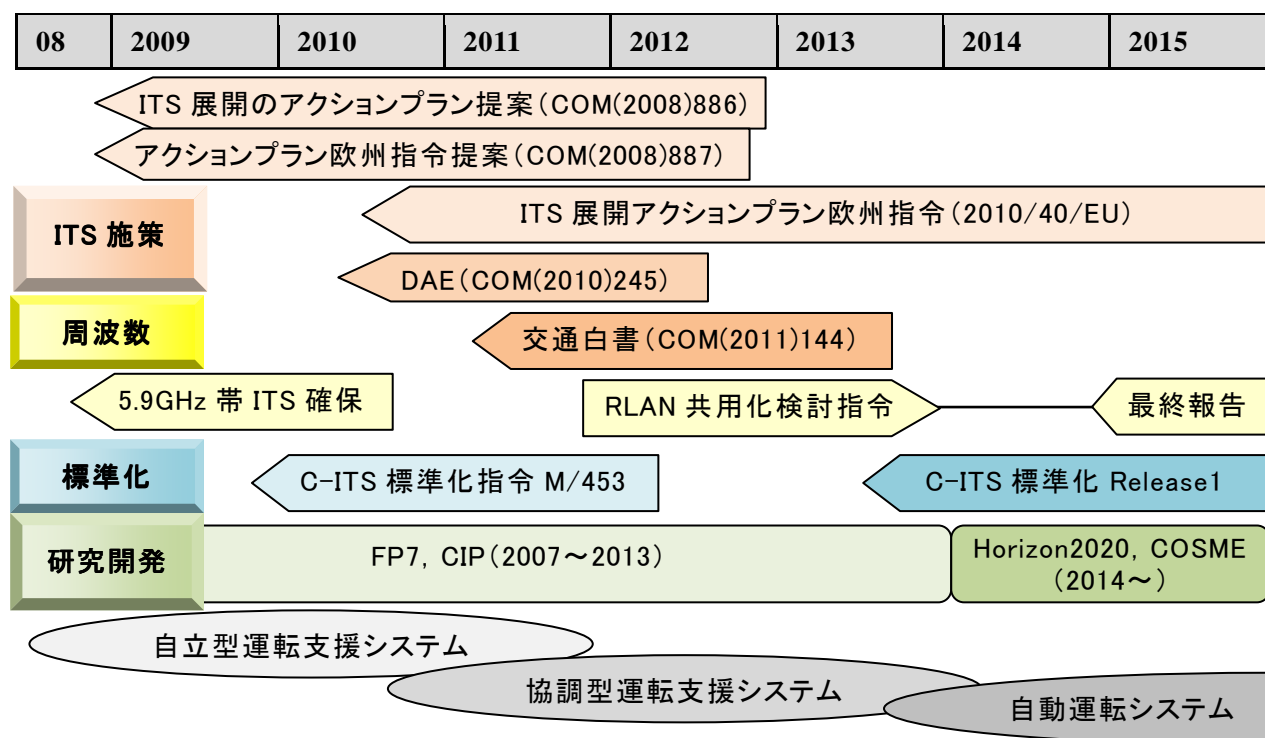 08 2009 2010 2011 2012 2013 2014 2015
ITS 展開のアクションプラン提案(COM(2008)886)
アクションプラン欧州指令提案(COM(2008)887)
ITS 施策
ITS 展開アクションプラン欧州指令(2010/40/EU)
DAE(COM(2010)245)
周波数
交通白書(COM(2011)144)
5.9GHz 帯 ITS 確保
RLAN 共用化検討指令
最終報告
標準化
C-ITS 標準化指令 M/453
C-ITS 標準化 Release1
研究開発
FP7, CIP(2007~2013)
Horizon2020, COSME
(2014~)
自立型運転支援システム
協調型運転支援システム
自動運転システム